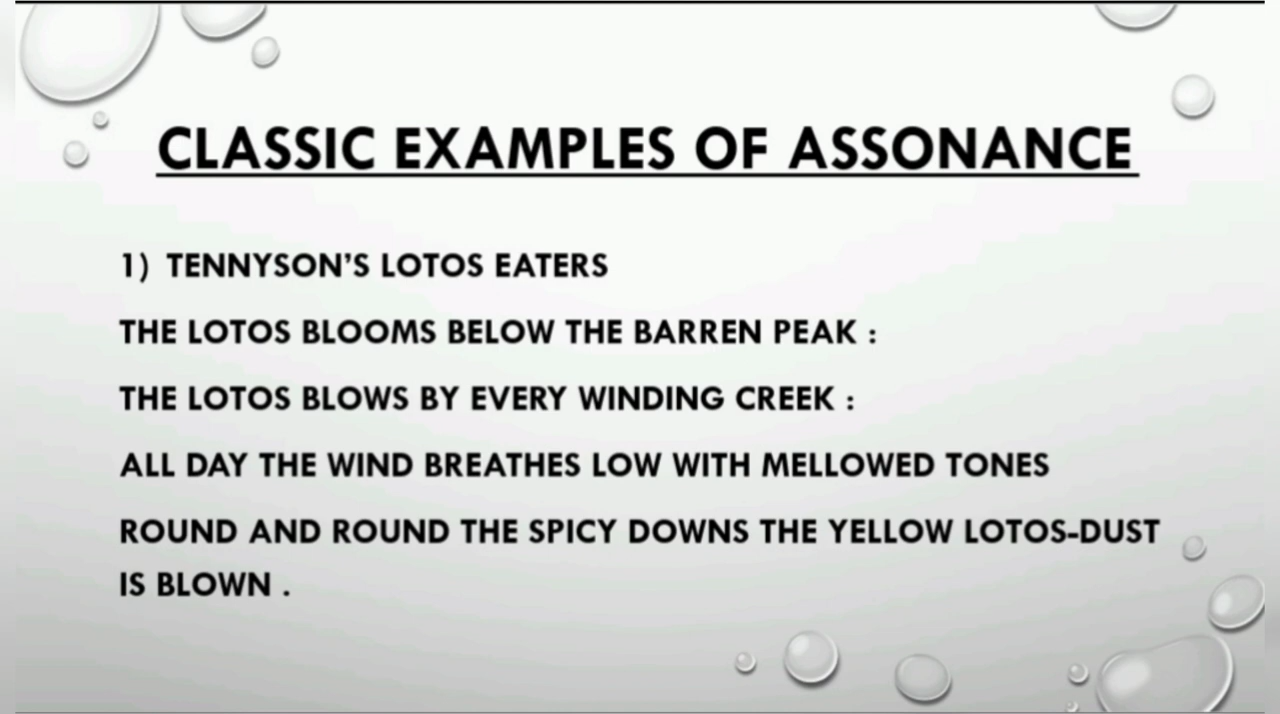 CLASSIC EXAMPLES OF ASSONANCE
1) TENNYSON’S LOTOS EATERS
THE LOTOS BLOOMS BELOW THE BARREN PEAK :
THE LOTOS BLOWS BY EVERY WINDING CREEK :
ALL DAY THE WIND BREATHES LOW WITH MELLOWED TONES
ROUND AND ROUND THE SPICY DOWNS THE YELLOW LOTOS-DUST
IS BLOWN .